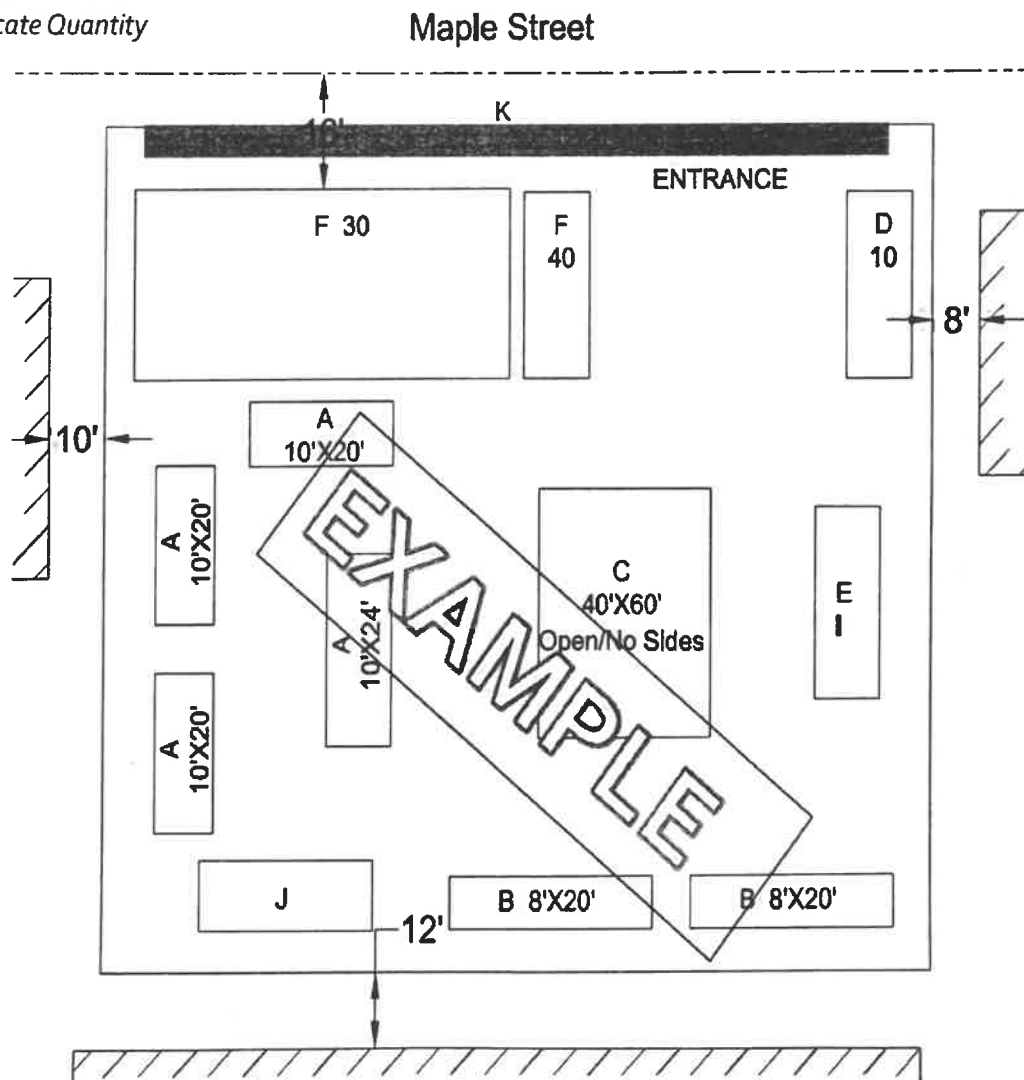 cate Quantity
Maple Street
K
16'
ENTRANCE
F 30
F
40
D
10
8'
10'
A
10'X20'
A
10'X20'
EXAMPLE
C
40'X60'
Open/No Sides
E
I
A
10'X24'
A
10'X20'
J
B 8'X20'
B 8'X20'
12'